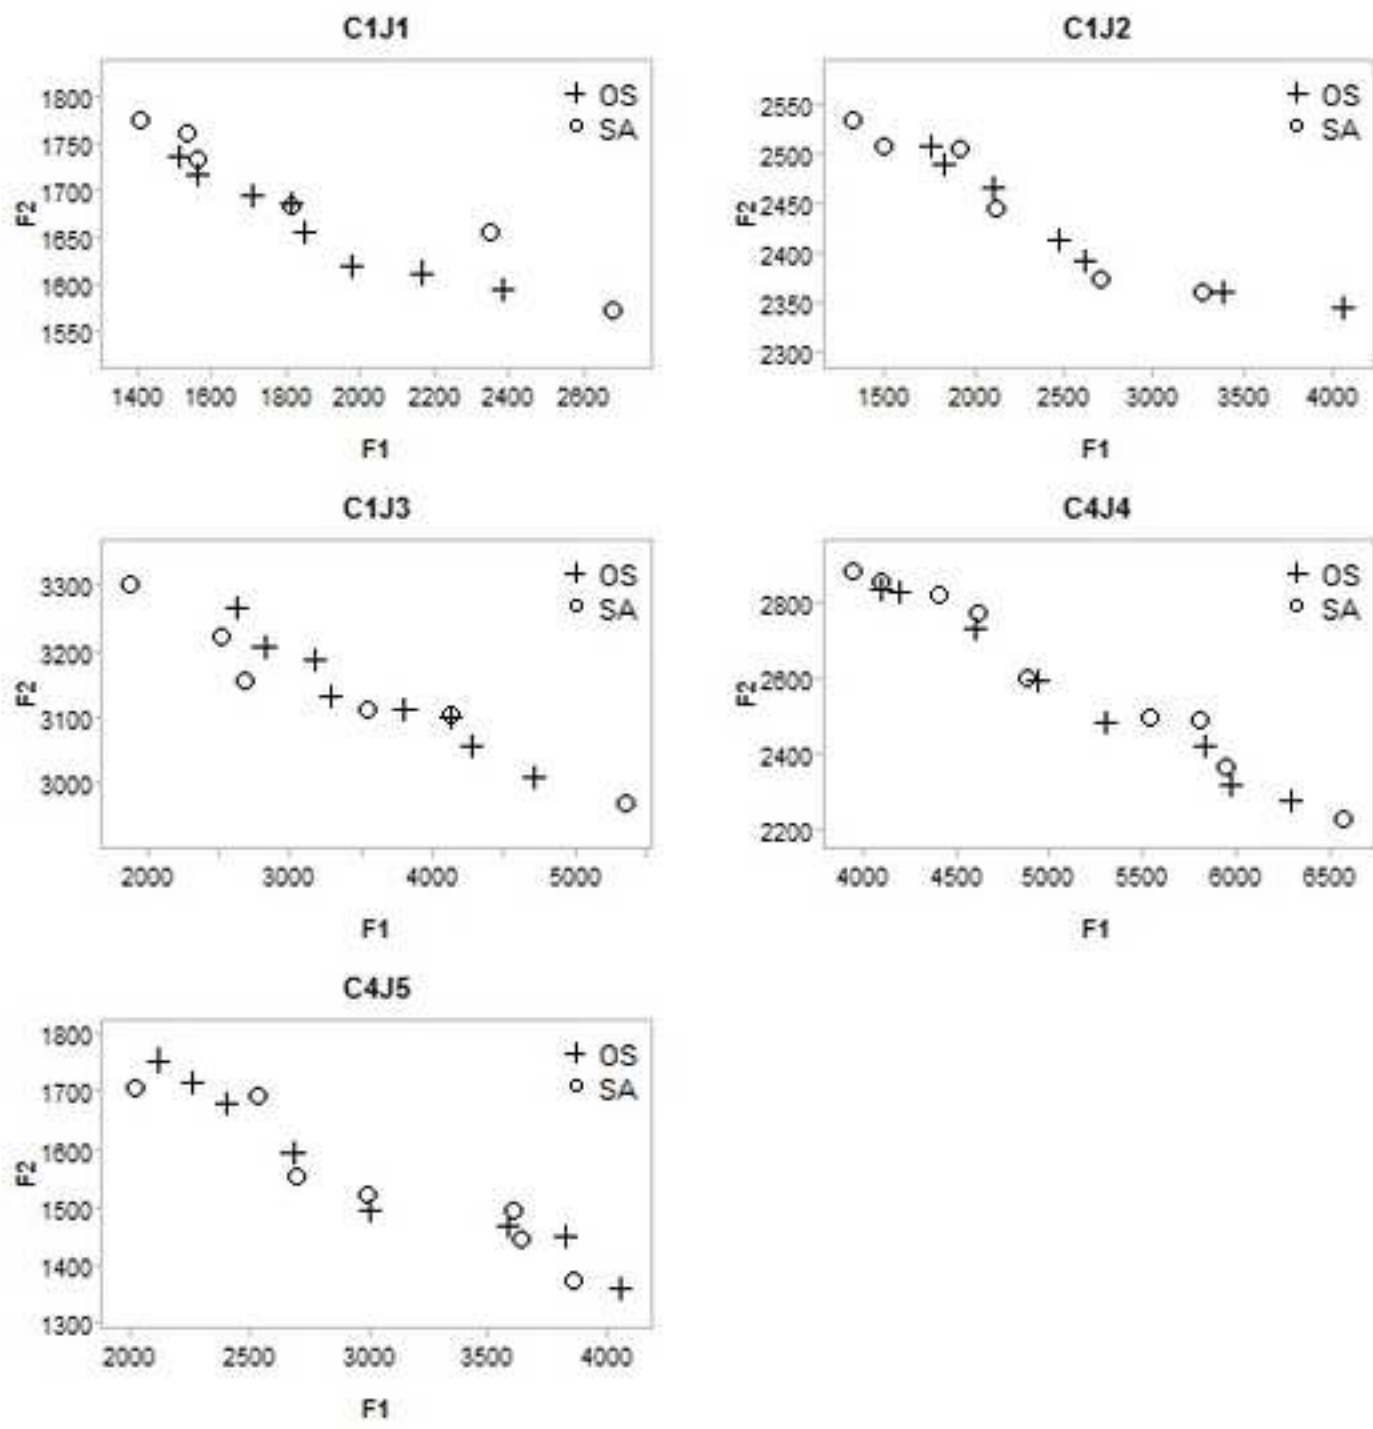 C1J1
1800
1750
1700
1650
1600
1550
F2
+ OS
○ SA
1400 1600 1800 2000 2200 2400 2600
F1
C1J2
2550
2500
2450
2400
2350
2300
F2
+ OS
○ SA
1500 2000 2500 3000 3500 4000
F1
C1J3
3300
3200
3100
3000
F2
+ OS
○ SA
2000 3000 4000 5000
F1
C4J4
2800
2600
2400
2200
F2
+ OS
○ SA
4000 4500 5000 5500 6000 6500
F1
C4J5
1800
1700
1600
1500
1400
1300
F2
+ OS
○ SA
2000 2500 3000 3500 4000
F1